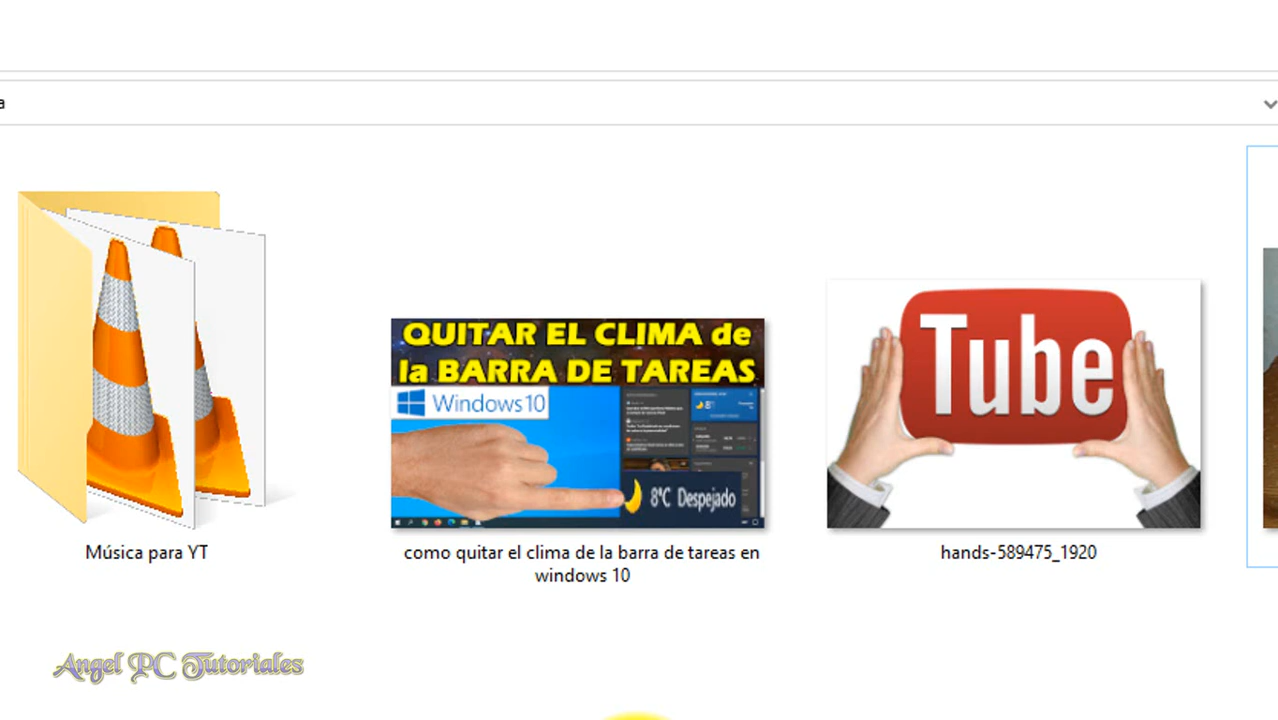 a
QUITAR EL CLIMA de
la BARRA DE TAREAS
Windows 10
8°
8°C Despejado
Tube
Música para YT
como quitar el clima de la barra de tareas en
windows 10
hands-589475_1920
Angel PC Tutoriales